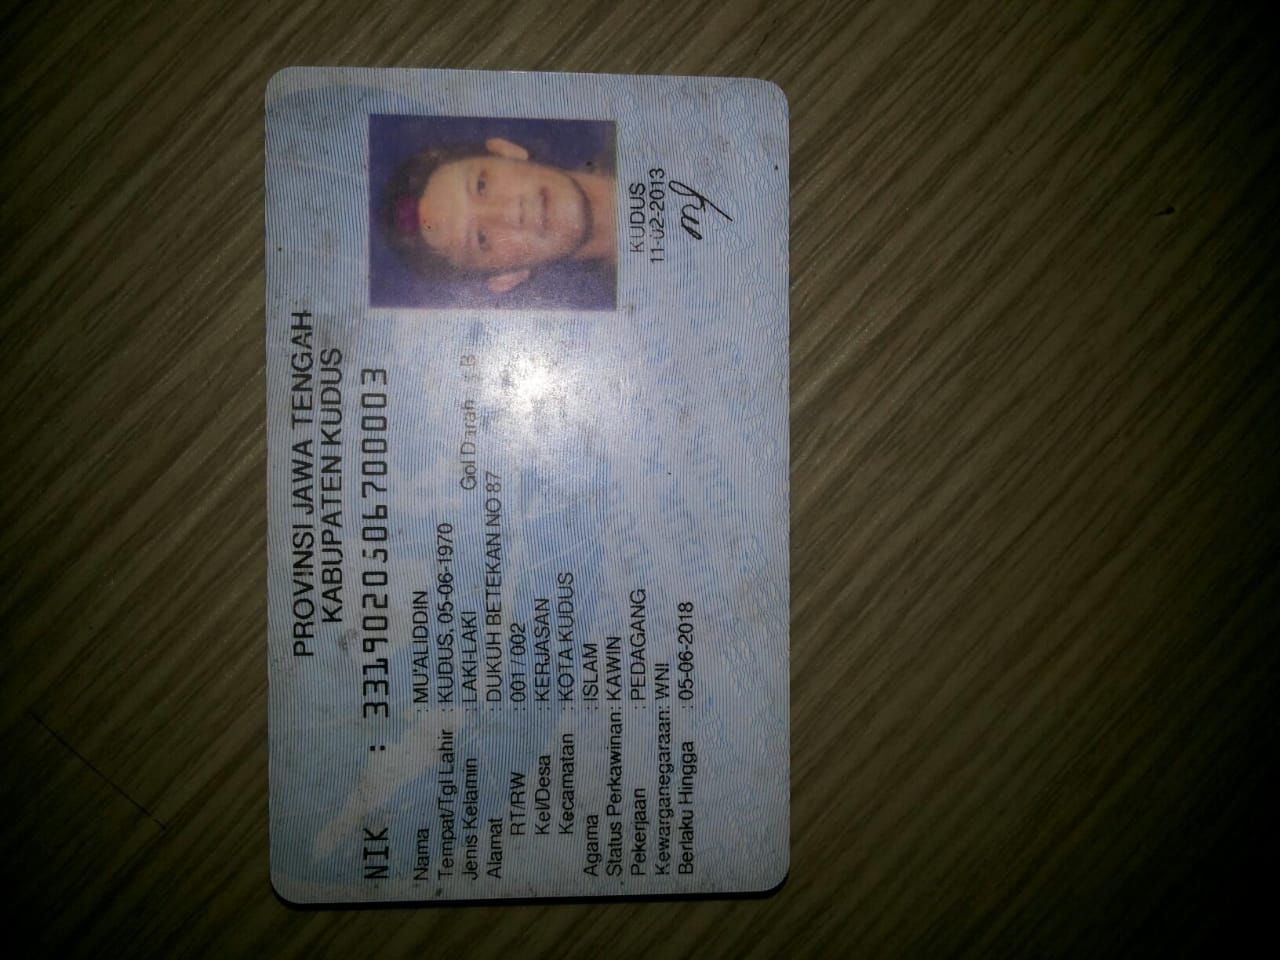 PROVINSI JAWA TENGAH
KABUPATEN KUDUS
NIK : 3319020506700003
Nama : MU'ALIDDIN
Tempat/Tgl Lahir : KUDUS, 05-06-1970
Jenis Kelamin : LAKI-LAKI Gol Darah : B
Alamat : DUKUH BETEKAN NO 87
RT/RW : 001/002
Kel/Desa : KERJASAN
Kecamatan : KOTA KUDUS
Agama : ISLAM
Status Perkawinan: KAWIN
Pekerjaan : PEDAGANG
Kewarganegaraan: WNI
Berlaku Hingga : 05-06-2018
KUDUS
11-02-2013